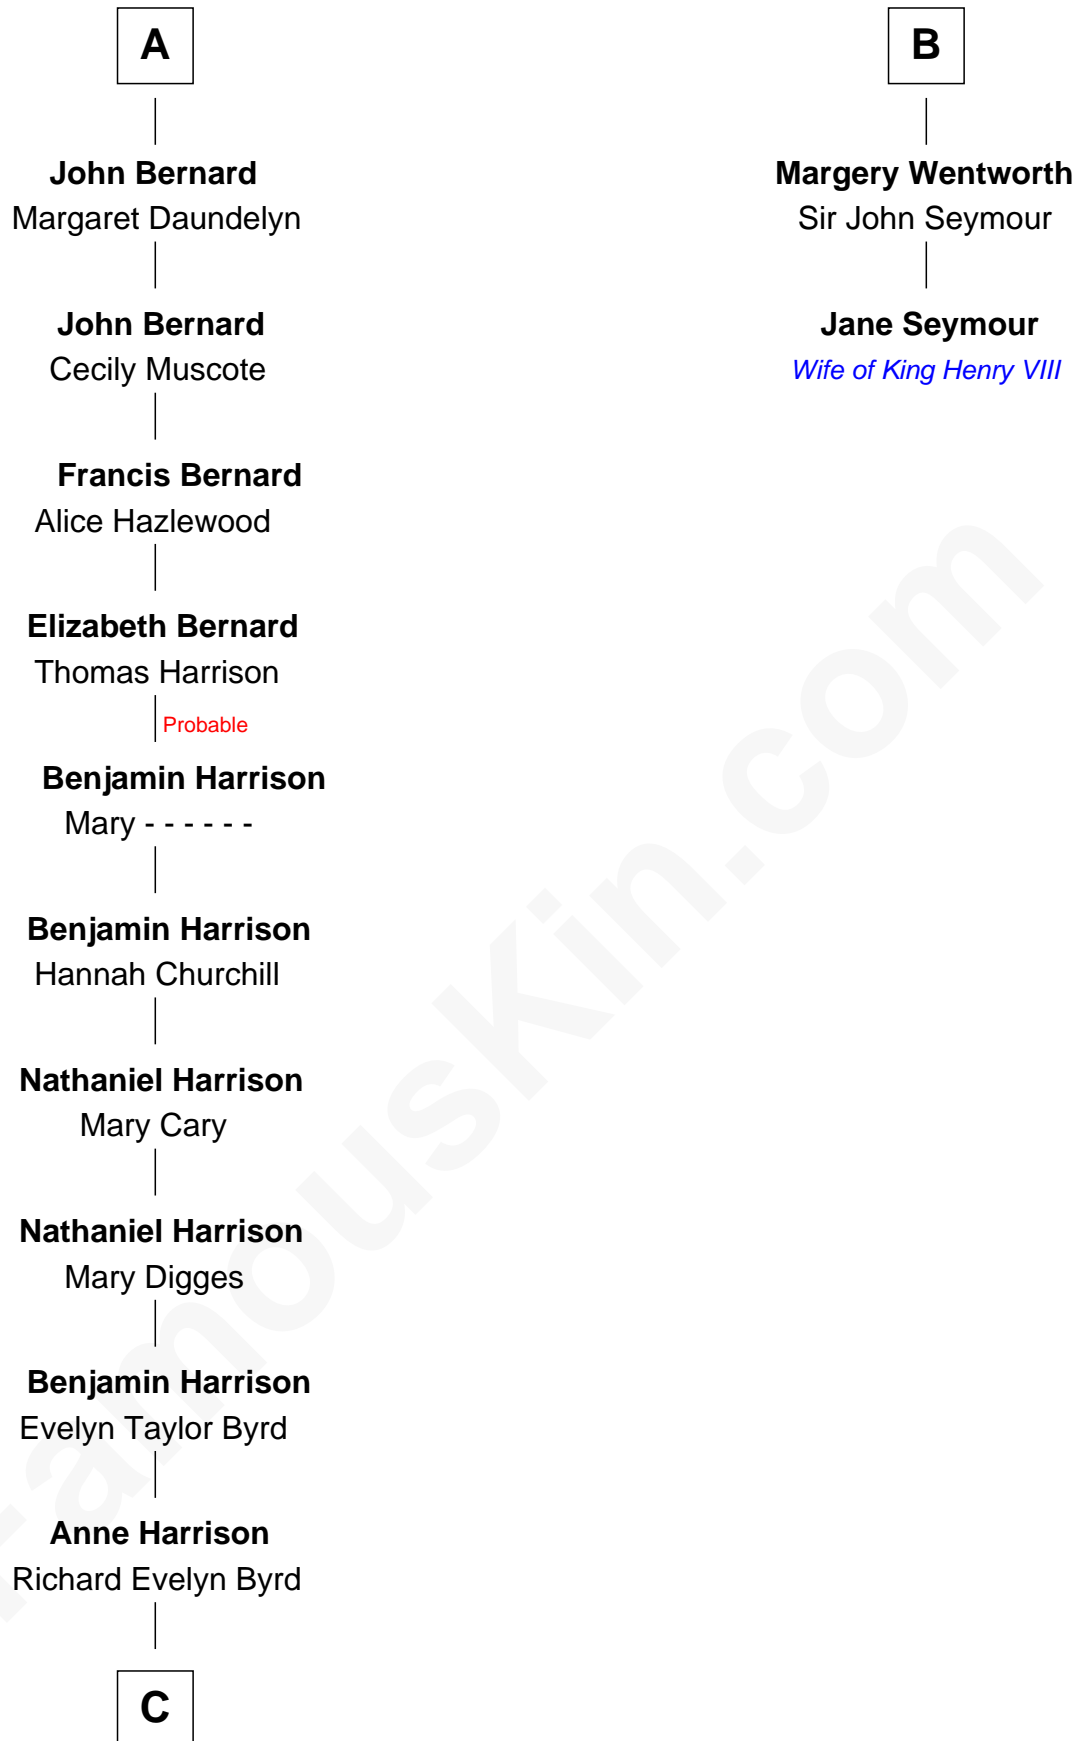 A
John Bernard
Margaret Daundelyn
John Bernard
Cecily Muscote
Francis Bernard
Alice Hazlewood
Elizabeth Bernard
Thomas Harrison
Probable
Benjamin Harrison
Mary - - - - - -
Benjamin Harrison
Hannah Churchill
Nathaniel Harrison
Mary Cary
Nathaniel Harrison
Mary Digges
Benjamin Harrison
Evelyn Taylor Byrd
Anne Harrison
Richard Evelyn Byrd
C
B
Margery Wentworth
Sir John Seymour
Jane Seymour
Wife of King Henry VIII
FamousKin.com